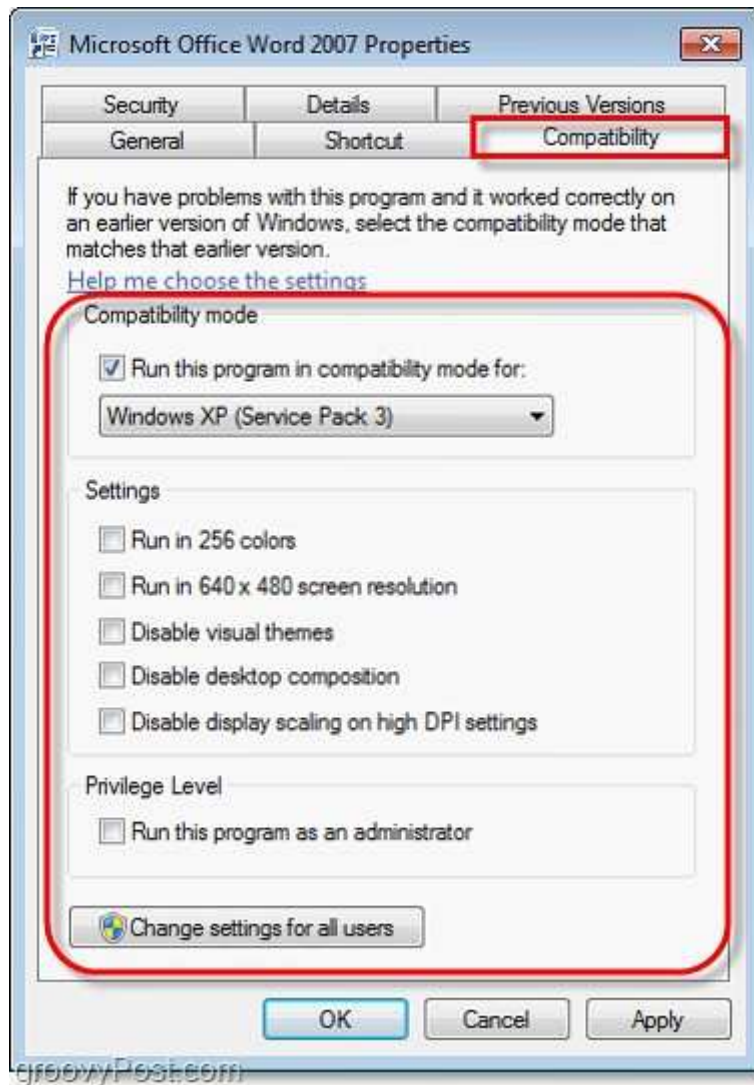 Microsoft Office Word 2007 Properties
Security Details Previous Versions
General Shortcut Compatibility
If you have problems with this program and it worked correctly on
an earlier version of Windows, select the compatibility mode that
matches that earlier version.
Help me choose the settings
Compatibility mode
Run this program in compatibility mode for:
Windows XP (Service Pack 3)
Settings
Run in 256 colors
Run in 640 x 480 screen resolution
Disable visual themes
Disable desktop composition
Disable display scaling on high DPI settings
Privilege Level
Run this program as an administrator
Change settings for all users
OK Cancel Apply
groovyPost.com